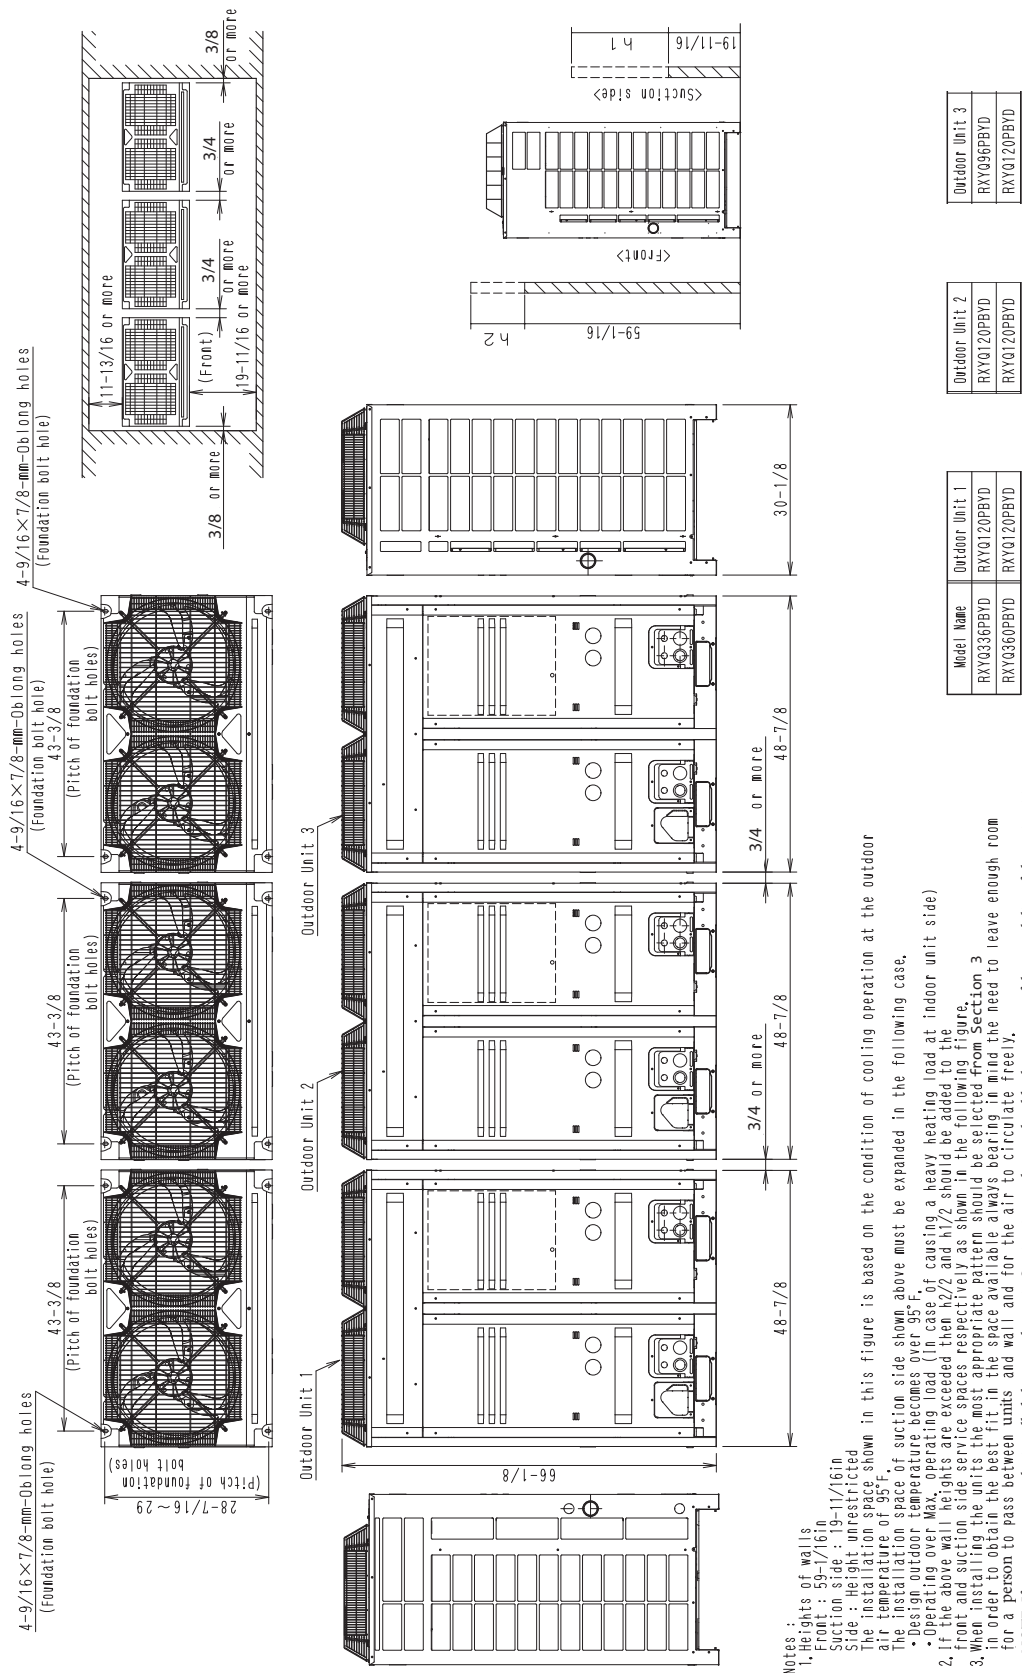 4-9/16×7/8-mm-Oblong holes
(Foundation bolt hole)
4-9/16×7/8-mm-Oblong holes
(Foundation bolt hole)
4-9/16×7/8-mm-Oblong holes
(Foundation bolt hole)
43-3/8
(Pitch of foundation
bolt holes)
43-3/8
(Pitch of foundation
bolt holes)
43-3/8
(Pitch of foundation
bolt holes)
28-7/16~29
(Pitch of foundation
bolt holes)
3/8 or more
11-13/16 or more
(Front)
19-11/16 or more
3/4
or more
3/4
or more
3/8
or more
Outdoor Unit 1
Outdoor Unit 2
Outdoor Unit 3
66-1/8
48-7/8
3/4 or more
48-7/8
3/4 or more
48-7/8
30-1/8
h2
59-1/16
<Front>
<Suction side>
h1
19-11/16
Notes :
1. Heights of walls
Front : 59-1/16in
Suction side : 19-11/16in
Side : Height unrestricted
The installation space shown in this figure is based on the condition of cooling operation at the outdoor
air temperature of 95°F.
The installation space of suction side shown above must be expanded in the following case.
• Design outdoor temperature becomes over 95°F.
• Operating over Max. operating load (In case of causing a heavy heating load at indoor unit side)
2. If the above wall heights are exceeded then h2/2 and h1/2 should be added to the
front and suction side service spaces respectively as shown in the following figure.
3. When installing the units the most appropriate pattern should be selected from Section 3
in order to obtain the best fit in the space available always bearing in mind the need to leave enough room
for a person to pass between units and wall and for the air to circulate freely.
Model Name Outdoor Unit 1 Outdoor Unit 2 Outdoor Unit 3
RXYQ336PBYD RXYQ120PBYD RXYQ120PBYD RXYQ96PBYD
RXYQ360PBYD RXYQ120PBYD RXYQ120PBYD RXYQ120PBYD